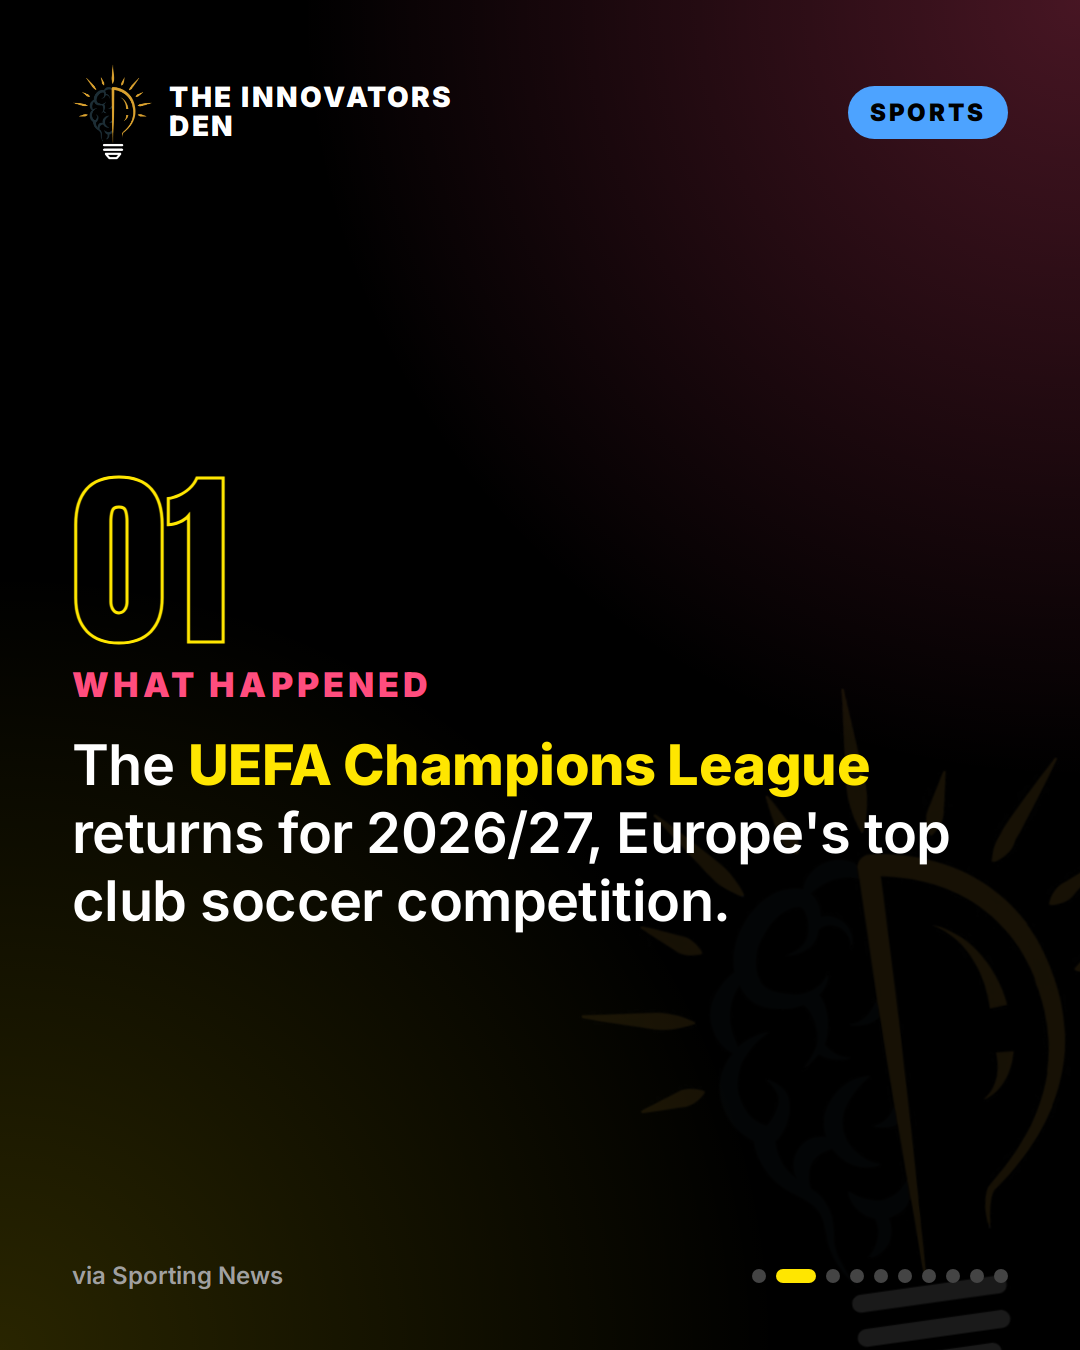 THE INNOVATORS
DEN
SPORTS
01
WHAT HAPPENED
The UEFA Champions League
returns for 2026/27, Europe's top
club soccer competition.
via Sporting News